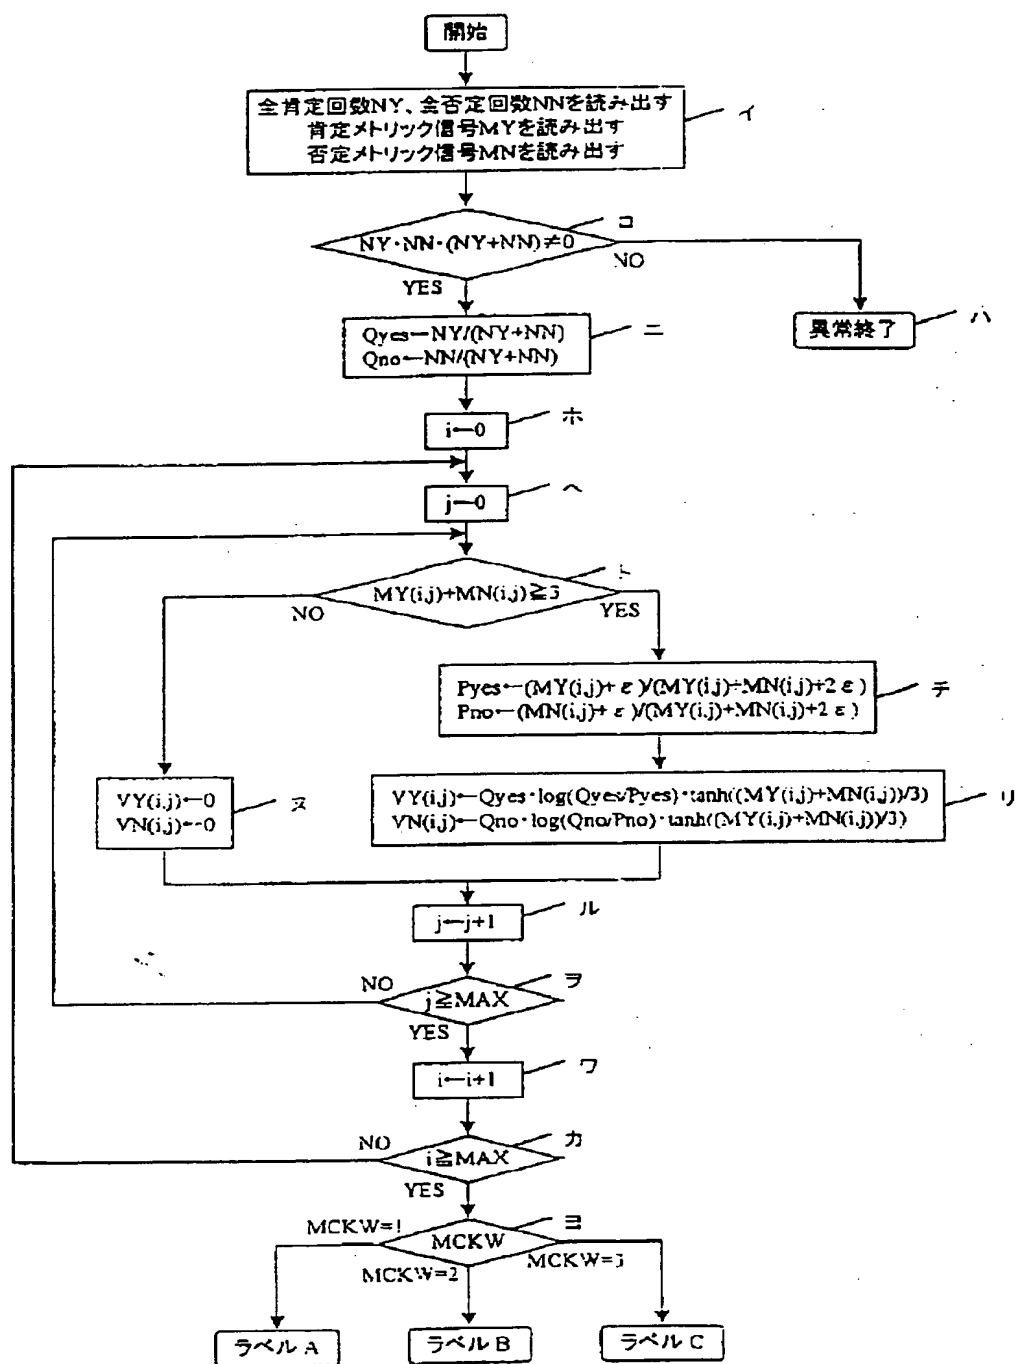 開始
全肯定回数NY、全否定回数NNを読み出す
肯定メトリック信号MYを読み出す
否定メトリック信号MNを読み出す
イ
NY·NN·(NY+NN)≠0
コ
NO
YES
Qyes←NY/(NY+NN)
Qno←NN/(NY+NN)
ニ
異常終了
ハ
i←0
ホ
j←0
ヘ
MY(i,j)+MN(i,j)≧3
ト
NO
YES
Pyes←(MY(i,j)+ε)/(MY(i,j)+MN(i,j)+2ε)
Pno←(MN(i,j)+ε)/(MY(i,j)+MN(i,j)+2ε)
チ
VY(i,j)←0
VN(i,j)←0
ヌ
VY(i,j)←Qyes·log(Qyes/Pyes)·tanh((MY(i,j)+MN(i,j))/3)
VN(i,j)←Qno·log(Qno/Pno)·tanh((MY(i,j)+MN(i,j))/3)
リ
j←j+1
ル
NO
j≧MAX
ヲ
YES
i←i+1
ワ
NO
i≧MAX
カ
YES
MCKW=1
MCKW
ヨ
MCKW=2
MCKW=3
ラベル A
ラベル B
ラベル C